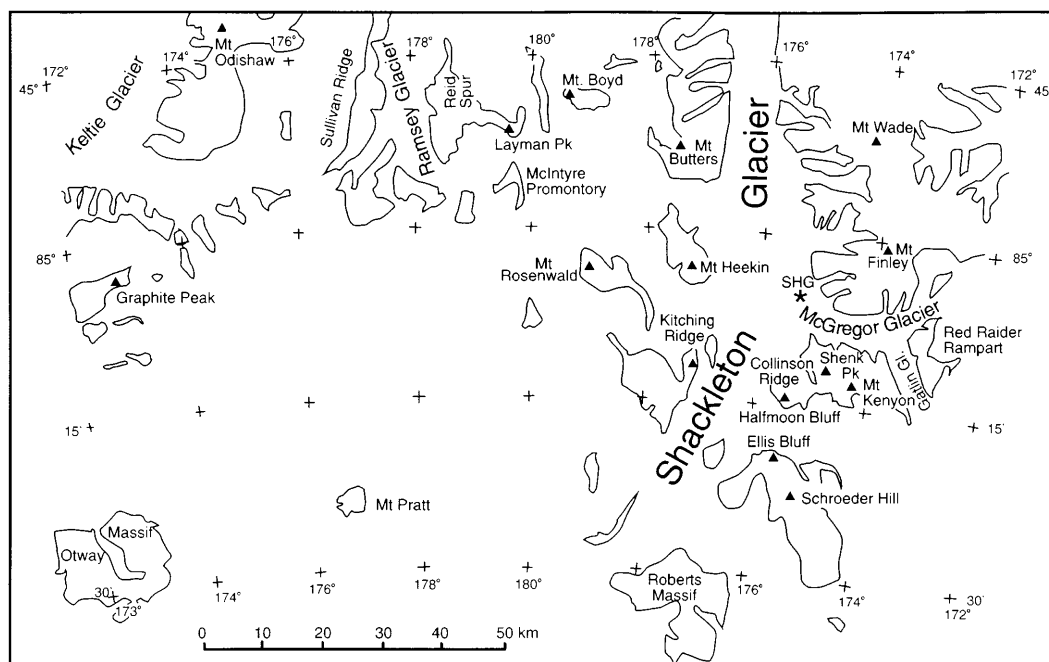 172°
45°
174°
Mt
Odishaw
176°
178°
180°
178°
176°
174°
172°
45'
Keltie Glacier
Sullivan Ridge
Ramsey Glacier
Reid
Spur
Layman Pk
Mt. Boyd
McIntyre
Promontory
Mt
Butters
Glacier
Mt Wade
85°
Graphite Peak
Mt
Rosenwald
Mt Heekin
Mt
Finley
85°
SHG
McGregor Glacier
Kitching
Ridge
Shackleton
Collinson
Ridge
Shenk
Pk
Mt
Kenyon
Gatlin Gl.
Red Raider
Rampart
Halfmoon Bluff
15'
15'
Ellis Bluff
Schroeder Hill
Mt Pratt
Otway
Massif
30'
173°
174°
176°
178°
180°
Roberts
Massif
176°
174°
30'
172°
0 10 20 30 40 50 km